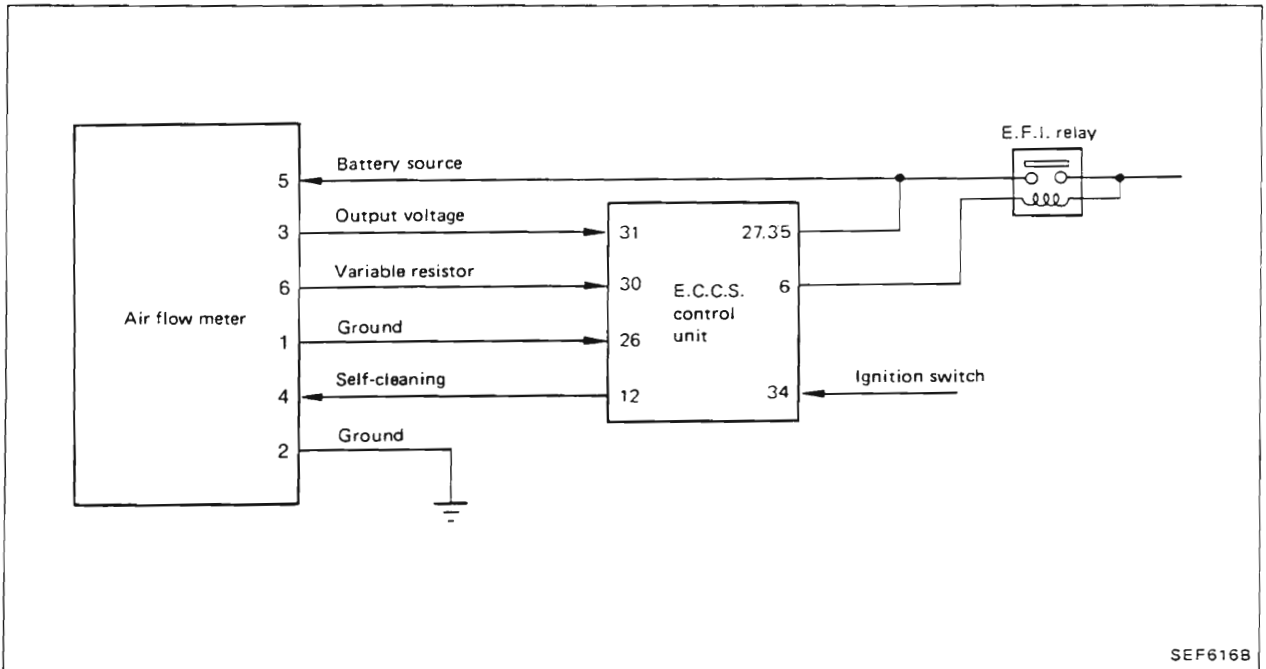 E.F.I. relay
5 Battery source
3 Output voltage 31 27.35
6 Variable resistor 30 E.C.C.S. control unit 6
Air flow meter
1 Ground 26
4 Self-cleaning 12 34 Ignition switch
2 Ground
SEF616B